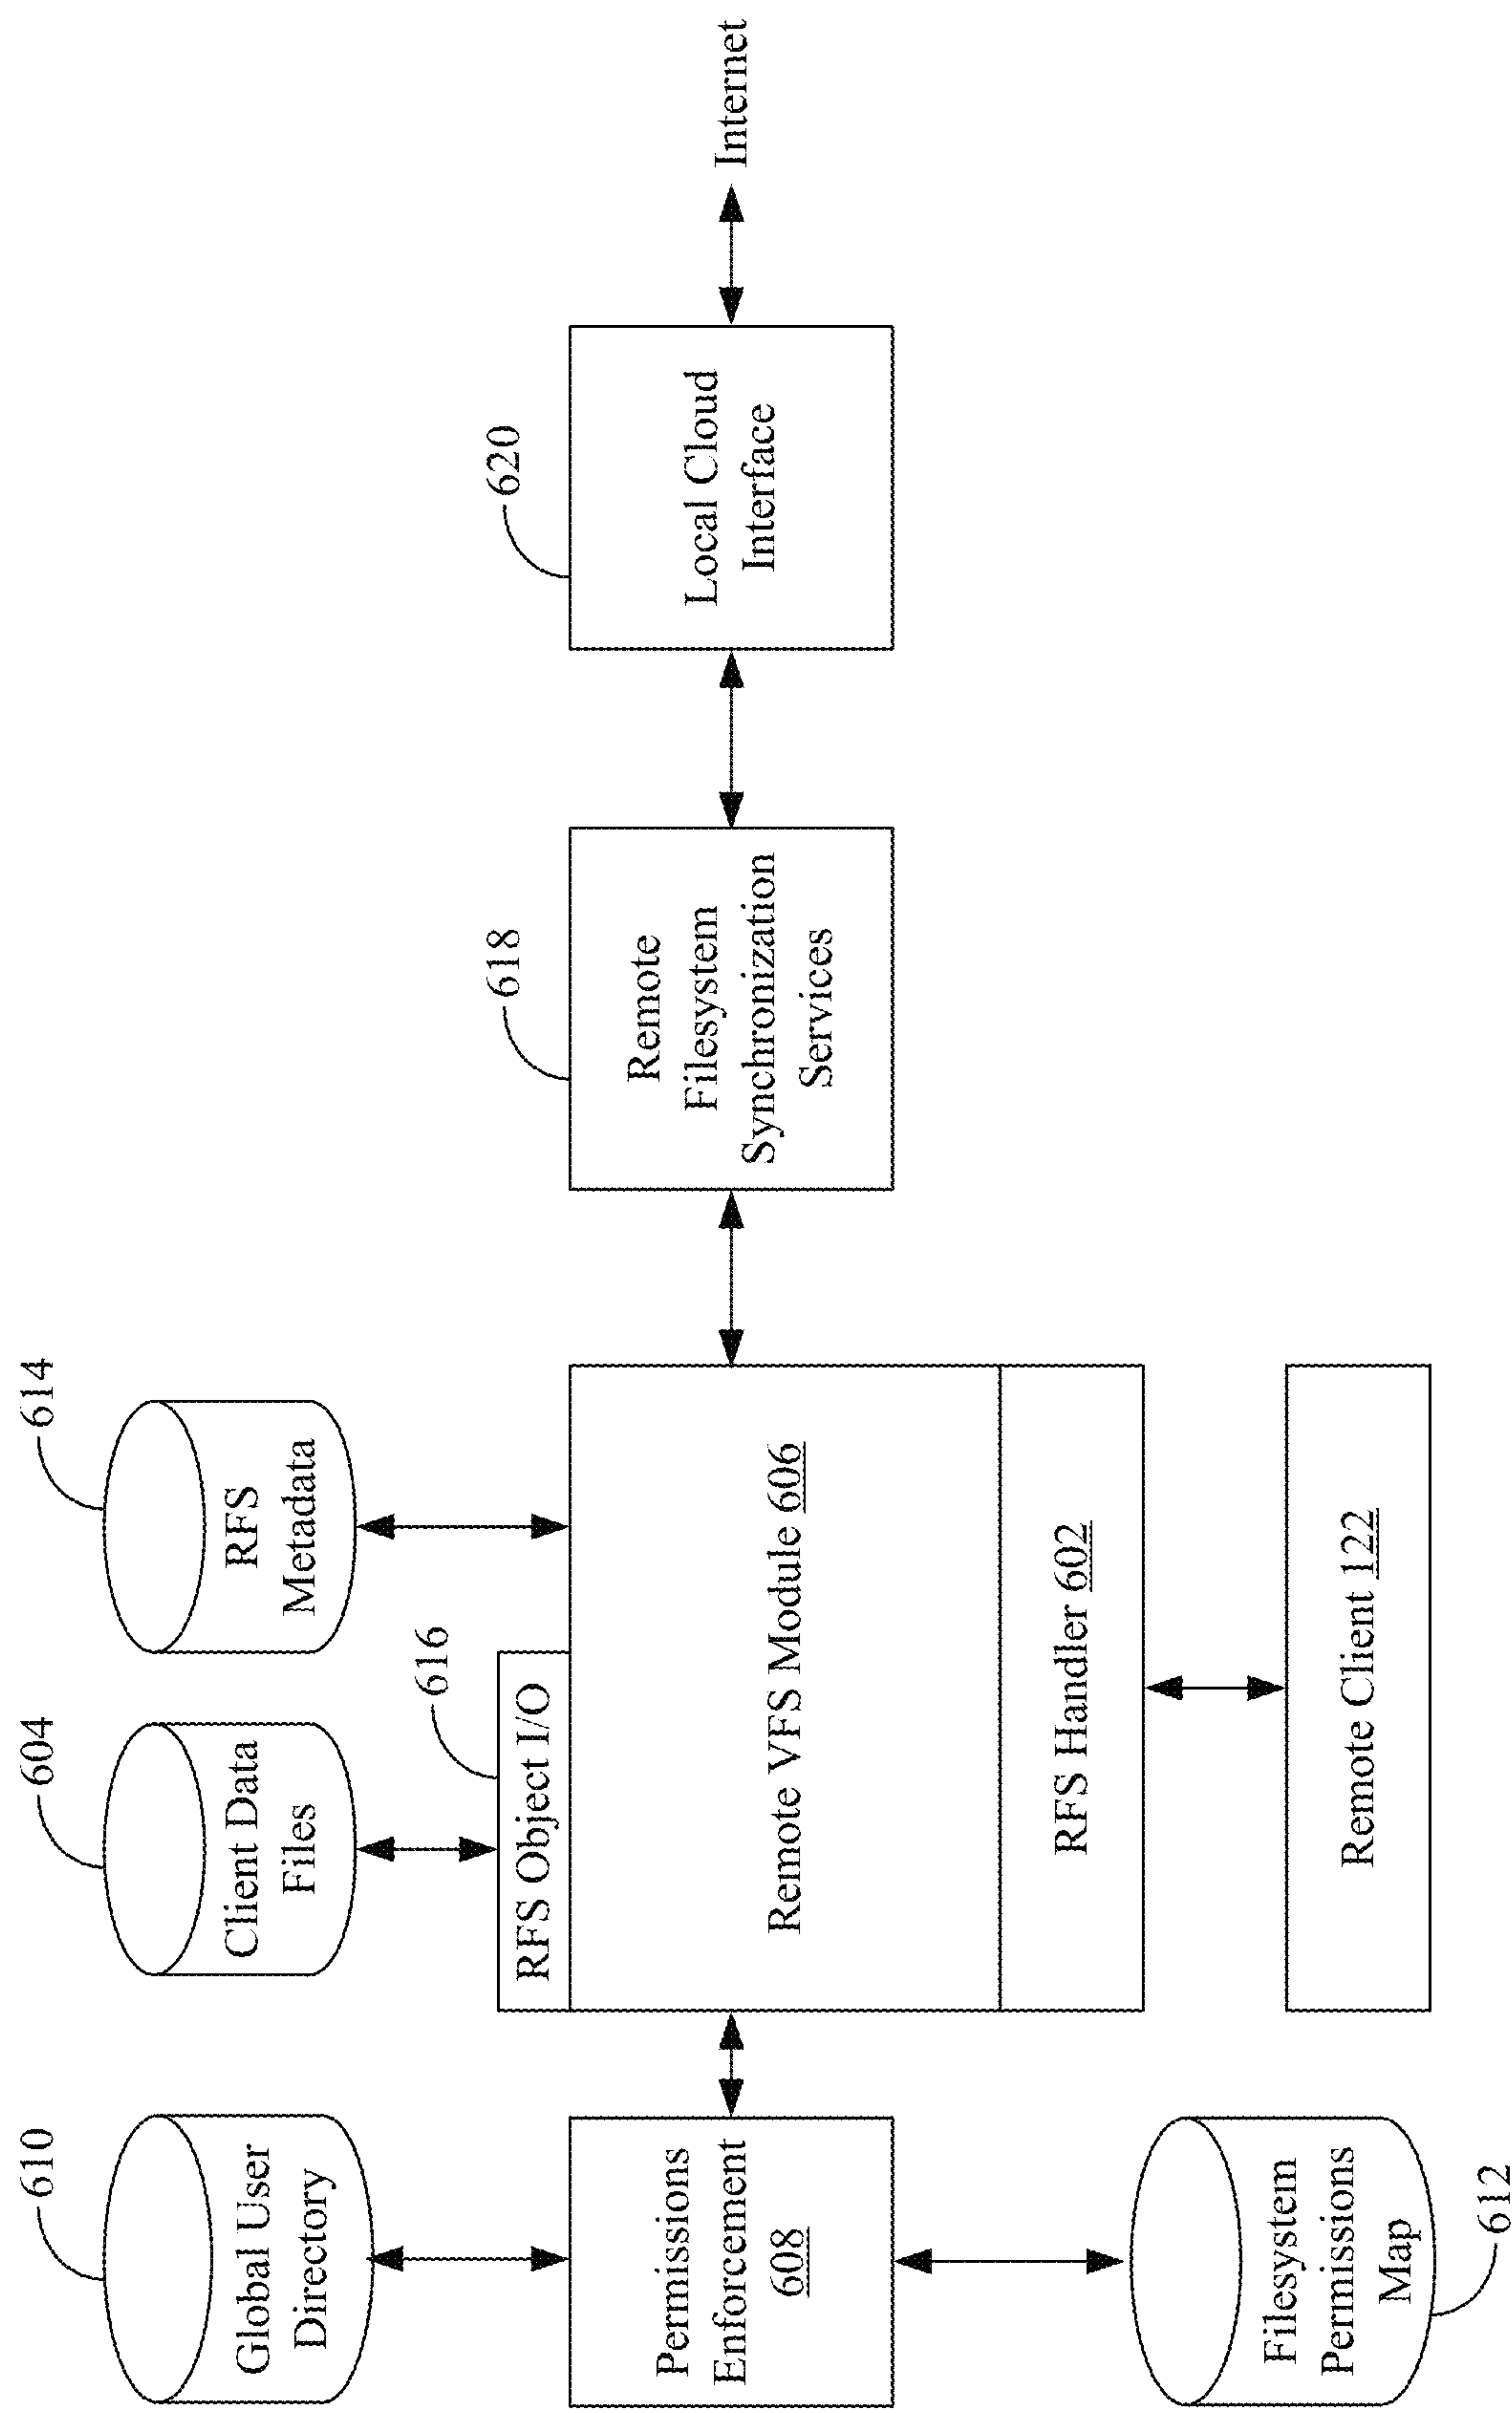 610
Global User
Directory
604
Client Data
Files
614
RFS
Metadata
616
RFS Object I/O
Permissions
Enforcement
608
Remote VFS Module 606
618
Remote
Filesystem
Synchronization
Services
620
Local Cloud
Interface
Internet
RFS Handler 602
Filesystem
Permissions
Map
612
Remote Client 122